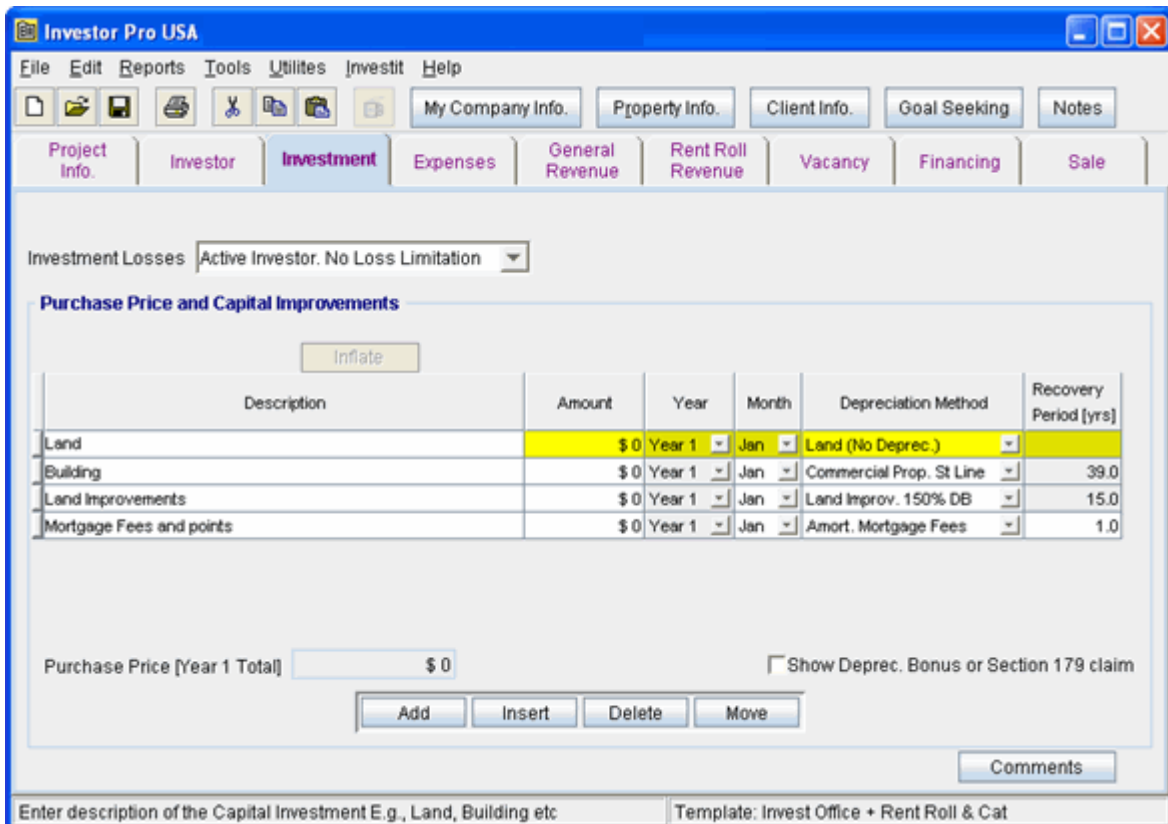 Investor Pro USA
File Edit Reports Tools Utilites Investit Help
My Company Info. Property Info. Client Info. Goal Seeking Notes
Project Info. Investor Investment Expenses General Revenue Rent Roll Revenue Vacancy Financing Sale
Investment Losses Active Investor. No Loss Limitation
Purchase Price and Capital Improvements
Inflate
Description Amount Year Month Depreciation Method Recovery Period [yrs]
Land $ 0 Year 1 Jan Land (No Deprec.)
Building $ 0 Year 1 Jan Commercial Prop. St Line 39.0
Land Improvements $ 0 Year 1 Jan Land Improv. 150% DB 15.0
Mortgage Fees and points $ 0 Year 1 Jan Amort. Mortgage Fees 1.0
Purchase Price [Year 1 Total] $ 0 Show Deprec. Bonus or Section 179 claim
Add Insert Delete Move
Comments
Enter description of the Capital Investment E.g., Land, Building etc Template: Invest Office + Rent Roll & Cat